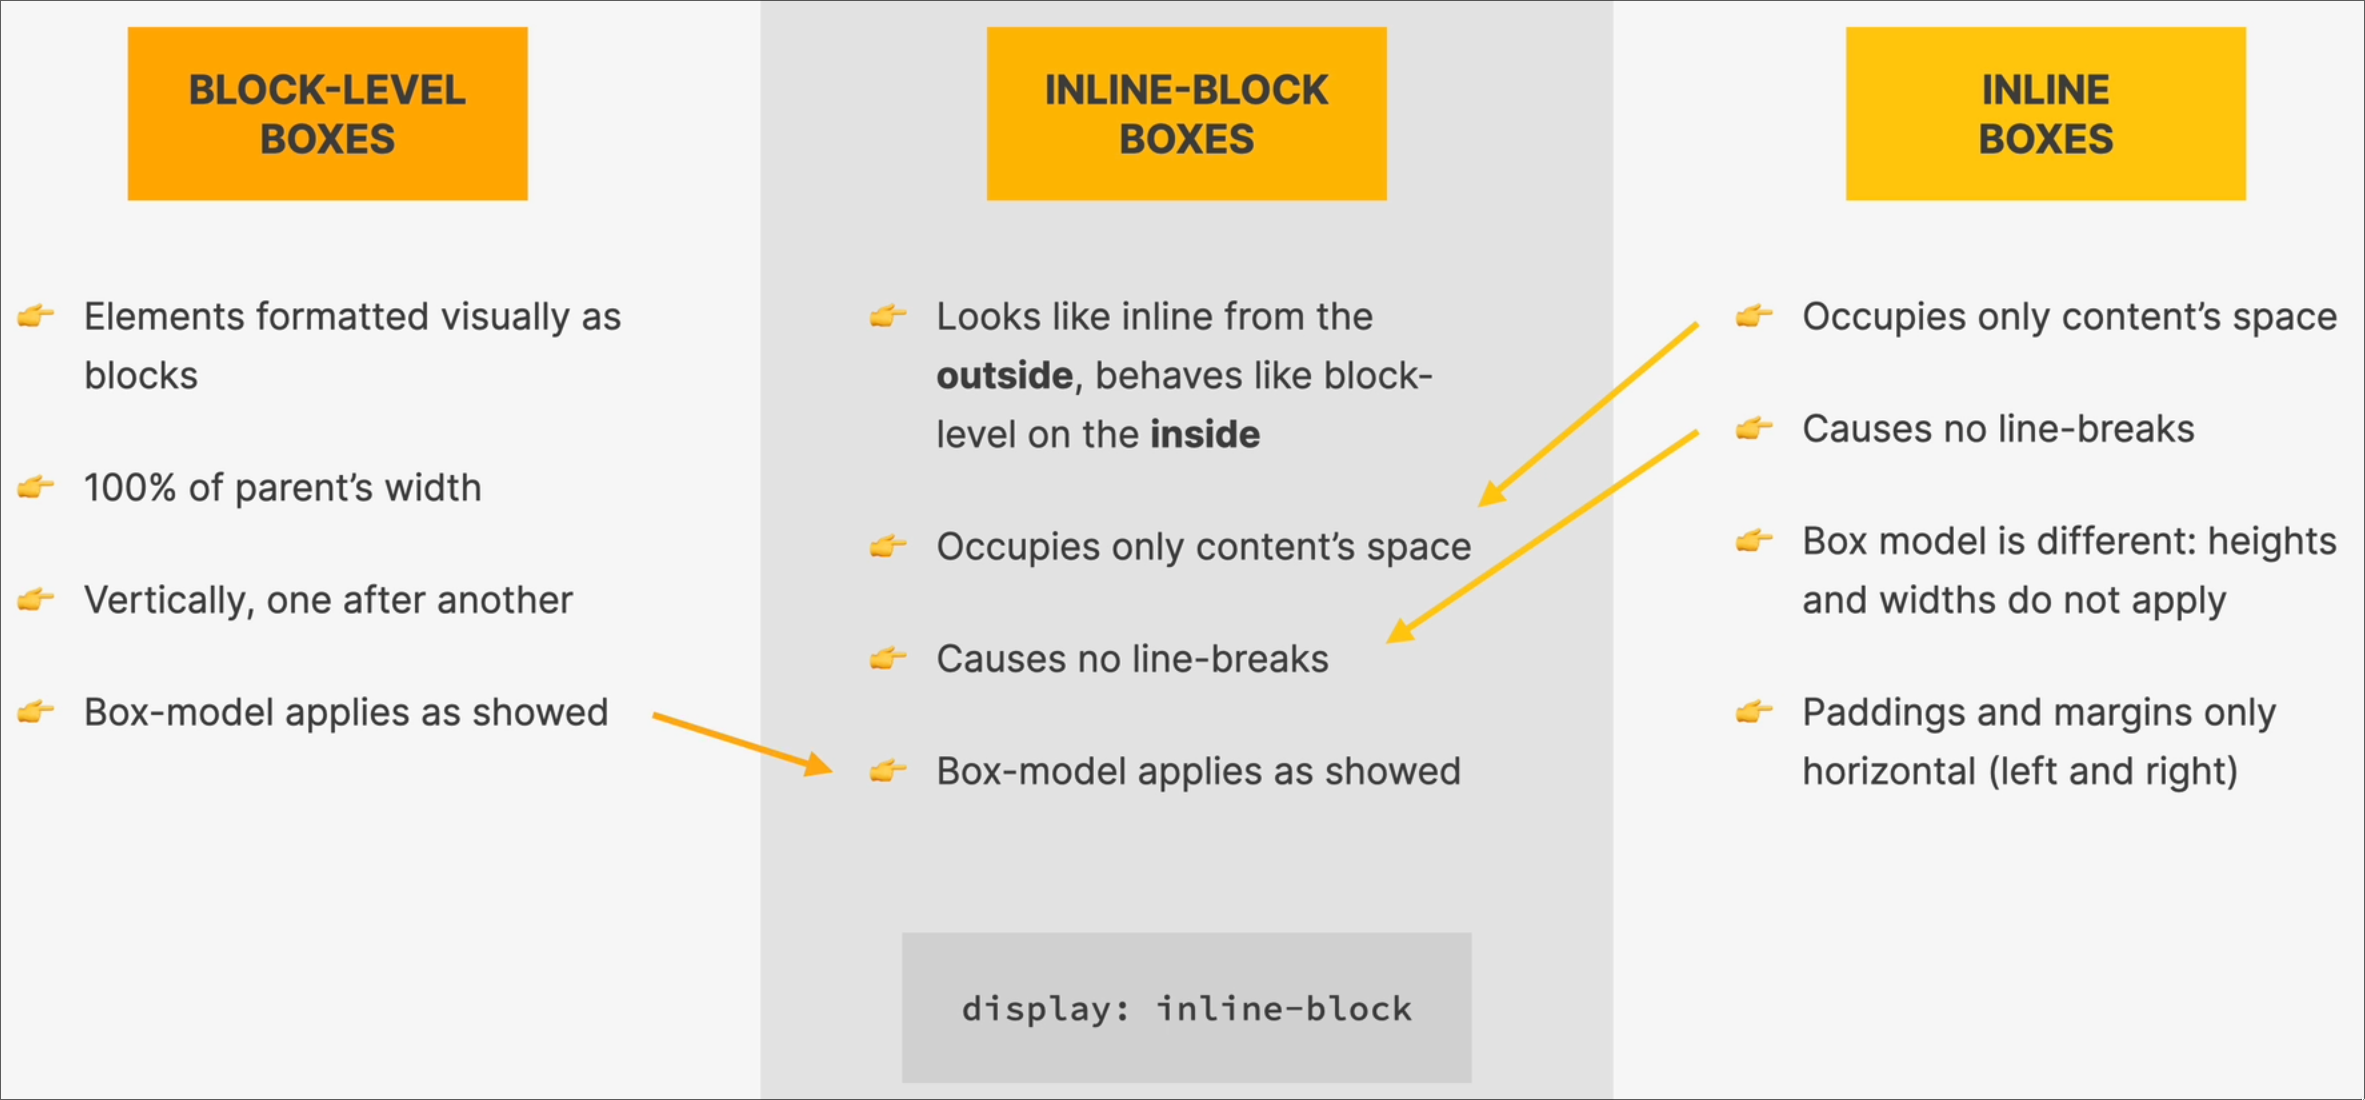 BLOCK-LEVEL
BOXES
Elements formatted visually as
blocks
100% of parent’s width
Vertically, one after another
Box-model applies as showed
INLINE-BLOCK
BOXES
Looks like inline from the
outside, behaves like block-
level on the inside
Occupies only content’s space
Causes no line-breaks
Box-model applies as showed
display: inline-block
INLINE
BOXES
Occupies only content’s space
Causes no line-breaks
Box model is different: heights
and widths do not apply
Paddings and margins only
horizontal (left and right)